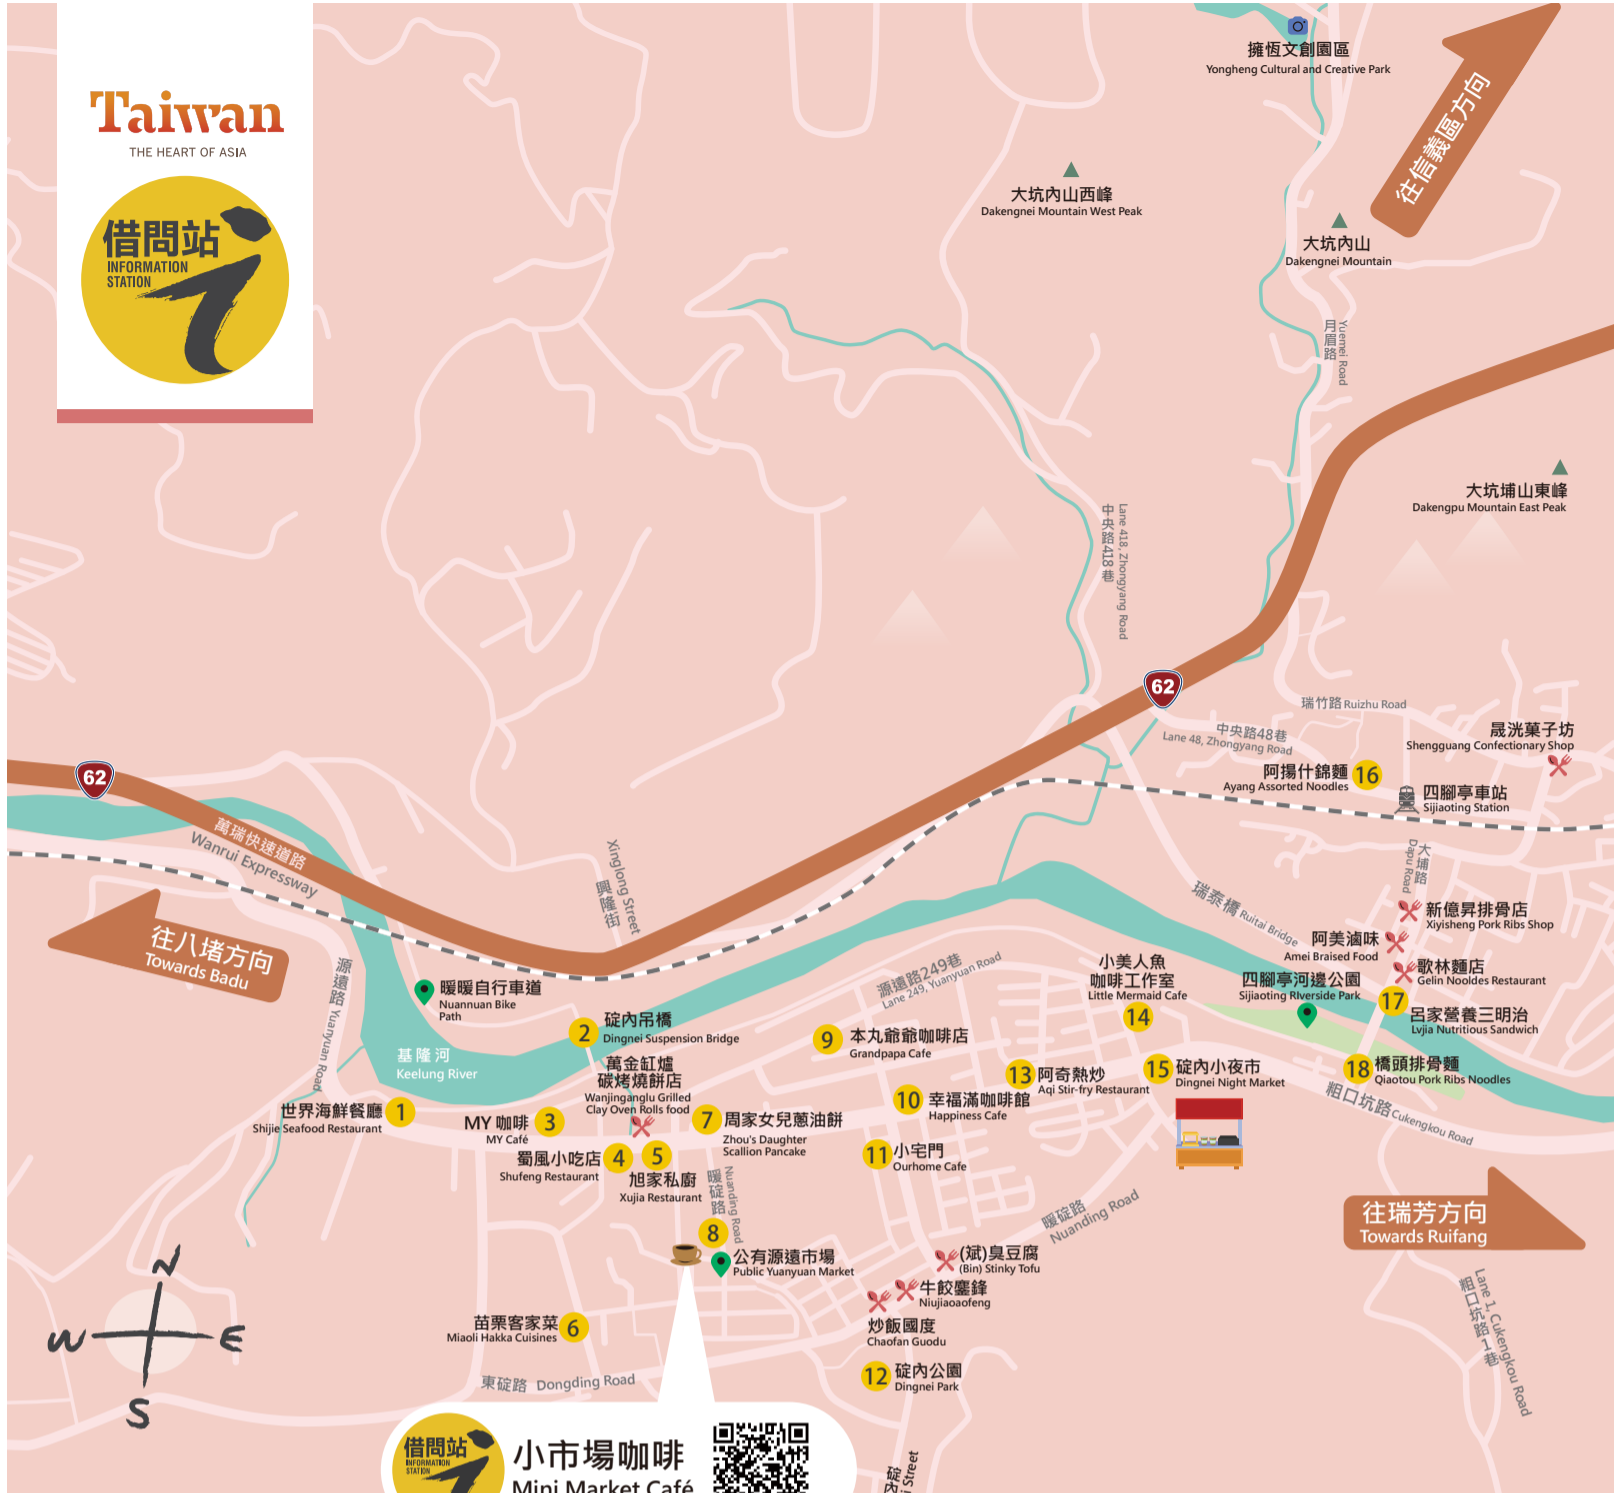 Taiwan
THE HEART OF ASIA
借問站
INFORMATION
STATION
擁恆文創園區
Yongheng Cultural and Creative Park
往信義區方向
大坑內山西峰
Dakengnei Mountain West Peak
大坑內山
Dakengnei Mountain
月眉路
Yuemei Road
大坑埔山東峰
Dakengpu Mountain East Peak
中央路418巷
Lane 418, Zhongyang Road
62
瑞竹路 Ruizhu Road
中央路48巷
Lane 48, Zhongyang Road
晟洸菓子坊
Shengguang Confectionary Shop
阿揚什錦麵 16
Ayang Assorted Noodles
四腳亭車站
Sijiaoting Station
62
萬瑞快速道路
Wanrui Expressway
興隆街
Xinglong Street
大埔路
Dapu Road
瑞泰橋 Ruitai Bridge
新億昇排骨店
Xiyisheng Pork Ribs Shop
阿美滷味
Amei Braised Food
歌林麵店
Gelin Nooldes Restaurant
往八堵方向
Towards Badu
源遠路 Yuanyuan Road
暖暖自行車道
Nuannuan Bike
Path
源遠路249巷
Lane 249, Yuanyuan Road
小美人魚
咖啡工作室
Little Mermaid Cafe
14
四腳亭河邊公園
Sijiaoting Riverside Park
17
呂家營養三明治
Lvjia Nutritious Sandwich
2 碇內吊橋
Dingnei Suspension Bridge
9 本丸爺爺咖啡店
Grandpapa Cafe
基隆河
Keelung River
萬金缸爐
碳烤燒餅店
Wanjinganglu Grilled
Clay Oven Rolls food
13 阿奇熱炒
Aqi Stir-fry Restaurant
15 碇內小夜市
Dingnei Night Market
18 橋頭排骨麵
Qiaotou Pork Ribs Noodles
世界海鮮餐廳 1
Shijie Seafood Restaurant
MY 咖啡 3
MY Café
7 周家女兒蔥油餅
Zhou's Daughter
Scallion Pancake
10 幸福滿咖啡館
Happiness Cafe
粗口坑路 Cukengkou Road
蜀風小吃店 4
Shufeng Restaurant
5
旭家私廚
Xujia Restaurant
11 小宅門
Ourhome Cafe
暖碇路
Nuanding Road
暖碇路
Nuanding Road
往瑞芳方向
Towards Ruifang
8
公有源遠市場
Public Yuanyuan Market
(斌)臭豆腐
(Bin) Stinky Tofu
牛餃鏖鋒
Niujiaoaofeng
炒飯國度
Chaofan Guodu
粗口坑路1巷
Lane 1, Cukengkou Road
N
W E
S
苗栗客家菜 6
Miaoli Hakka Cuisines
12 碇內公園
Dingnei Park
東碇路 Dongding Road
借問站
INFORMATION
STATION
小市場咖啡
Mini Market Café
碇內
Street